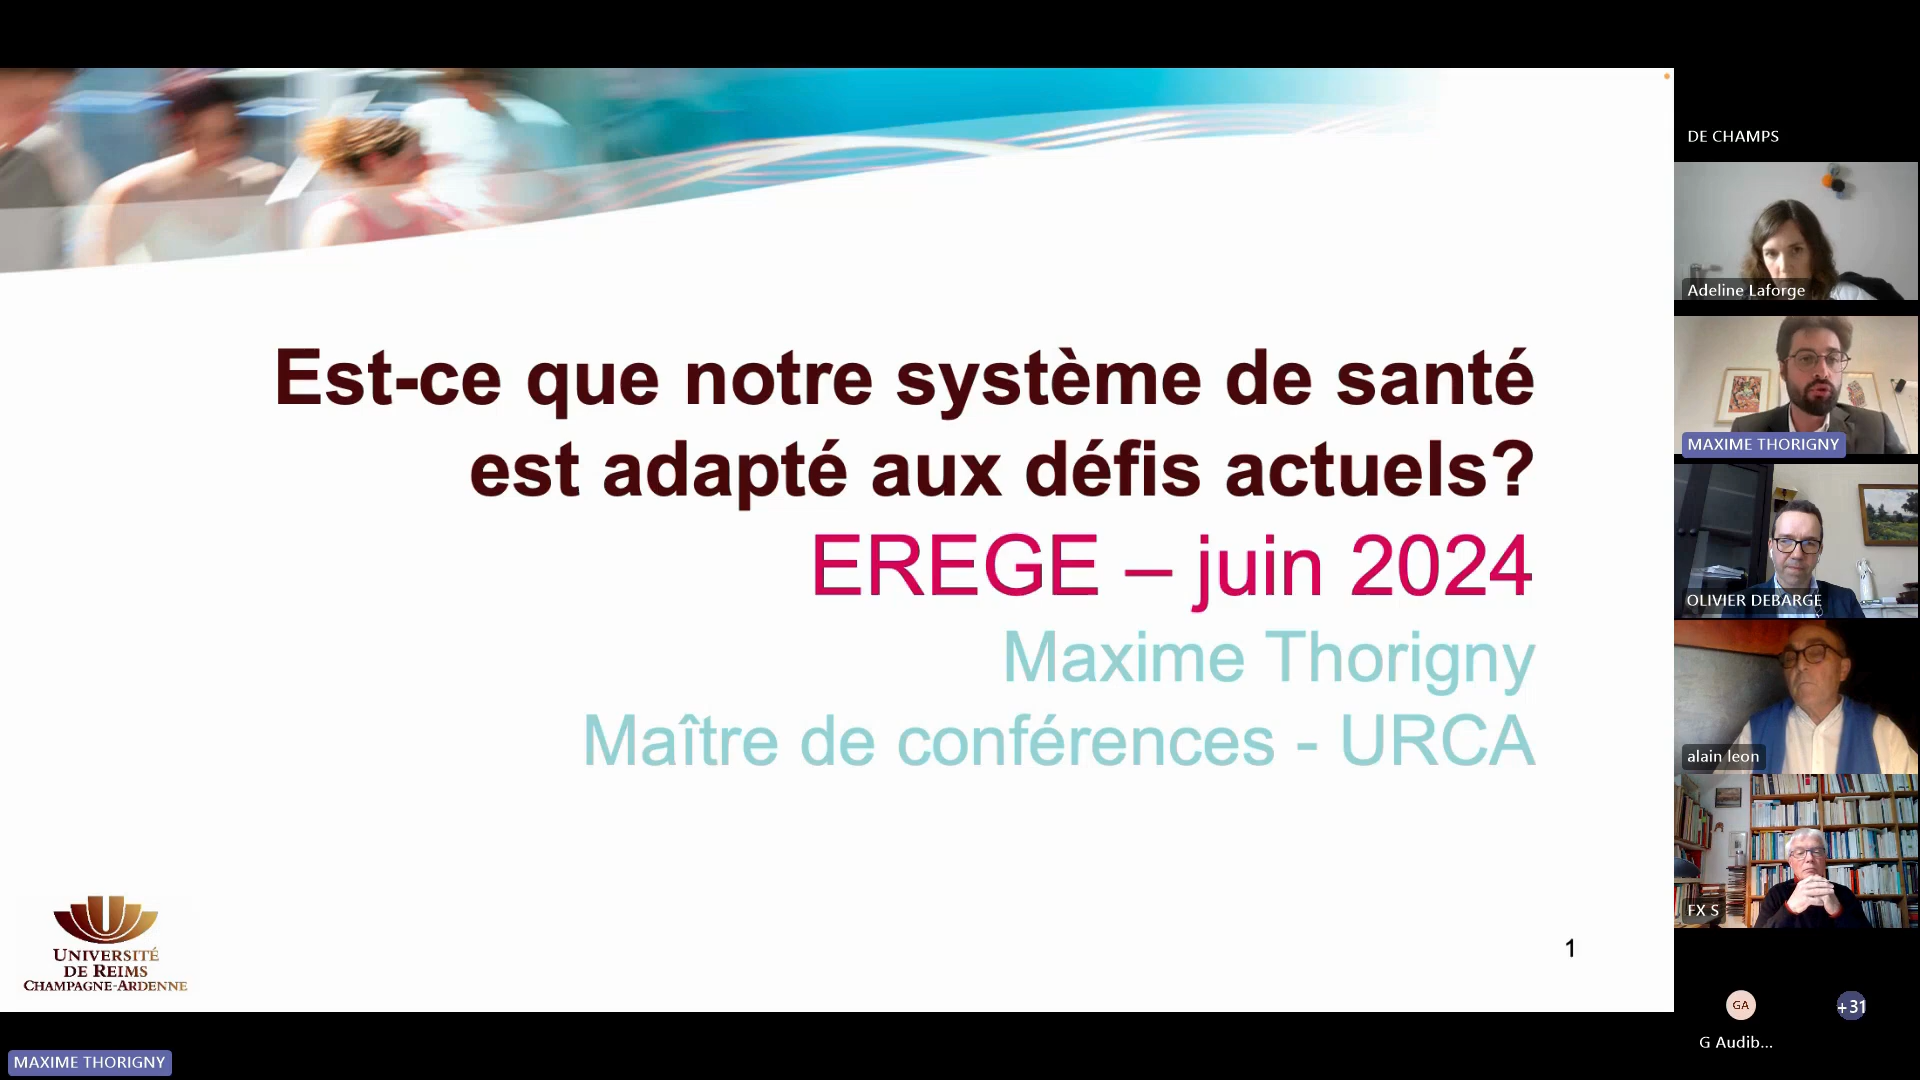 Est-ce que notre système de santé
est adapté aux défis actuels?
EREGE – juin 2024
Maxime Thorigny
Maître de conférences - URCA
UNIVERSITÉ
DE REIMS
CHAMPAGNE-ARDENNE
1
MAXIME THORIGNY
DE CHAMPS
Adeline Laforge
MAXIME THORIGNY
OLIVIER DEBARGE
alain leon
FX S
GA
+31
G Audib...